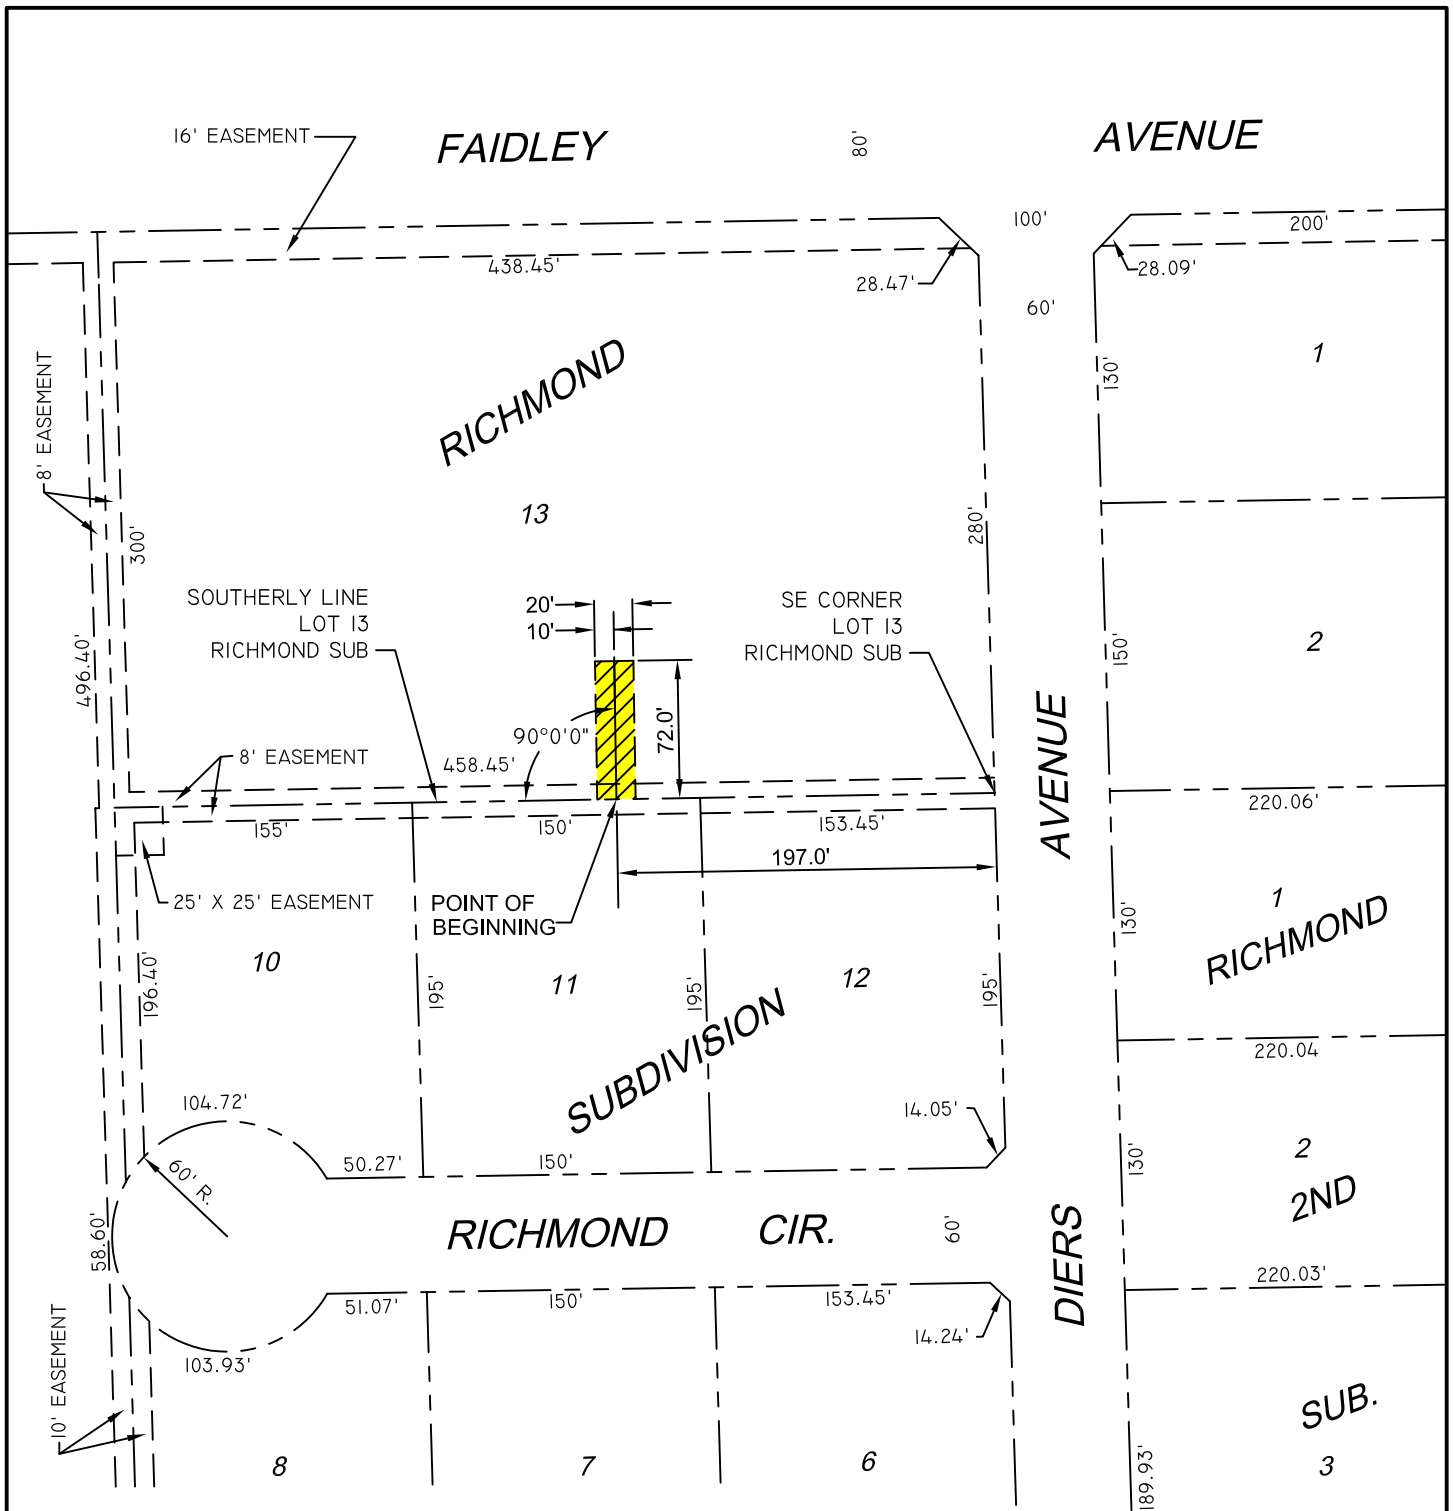 16' EASEMENT
FAIDLEY
80'
AVENUE
100'
200'
438.45'
28.47'
28.09'
60'
RICHMOND
1
130'
8' EASEMENT
13
300'
280'
SOUTHERLY LINE
LOT 13
RICHMOND SUB
20'
10'
SE CORNER
LOT 13
RICHMOND SUB
2
150'
496.40'
90°0'0"
72.0'
AVENUE
8' EASEMENT
458.45'
220.06'
155'
150'
153.45'
197.0'
25' X 25' EASEMENT
POINT OF
BEGINNING
1
RICHMOND
130'
10
11
12
196.40'
195'
195'
195'
SUBDIVISION
220.04
104.72'
14.05'
60' R.
50.27'
150'
130'
2
2ND
58.60'
RICHMOND
CIR.
60'
DIERS
220.03'
51.07'
150'
153.45'
14.24'
103.93'
10' EASEMENT
SUB.
8
7
6
189.93'
3